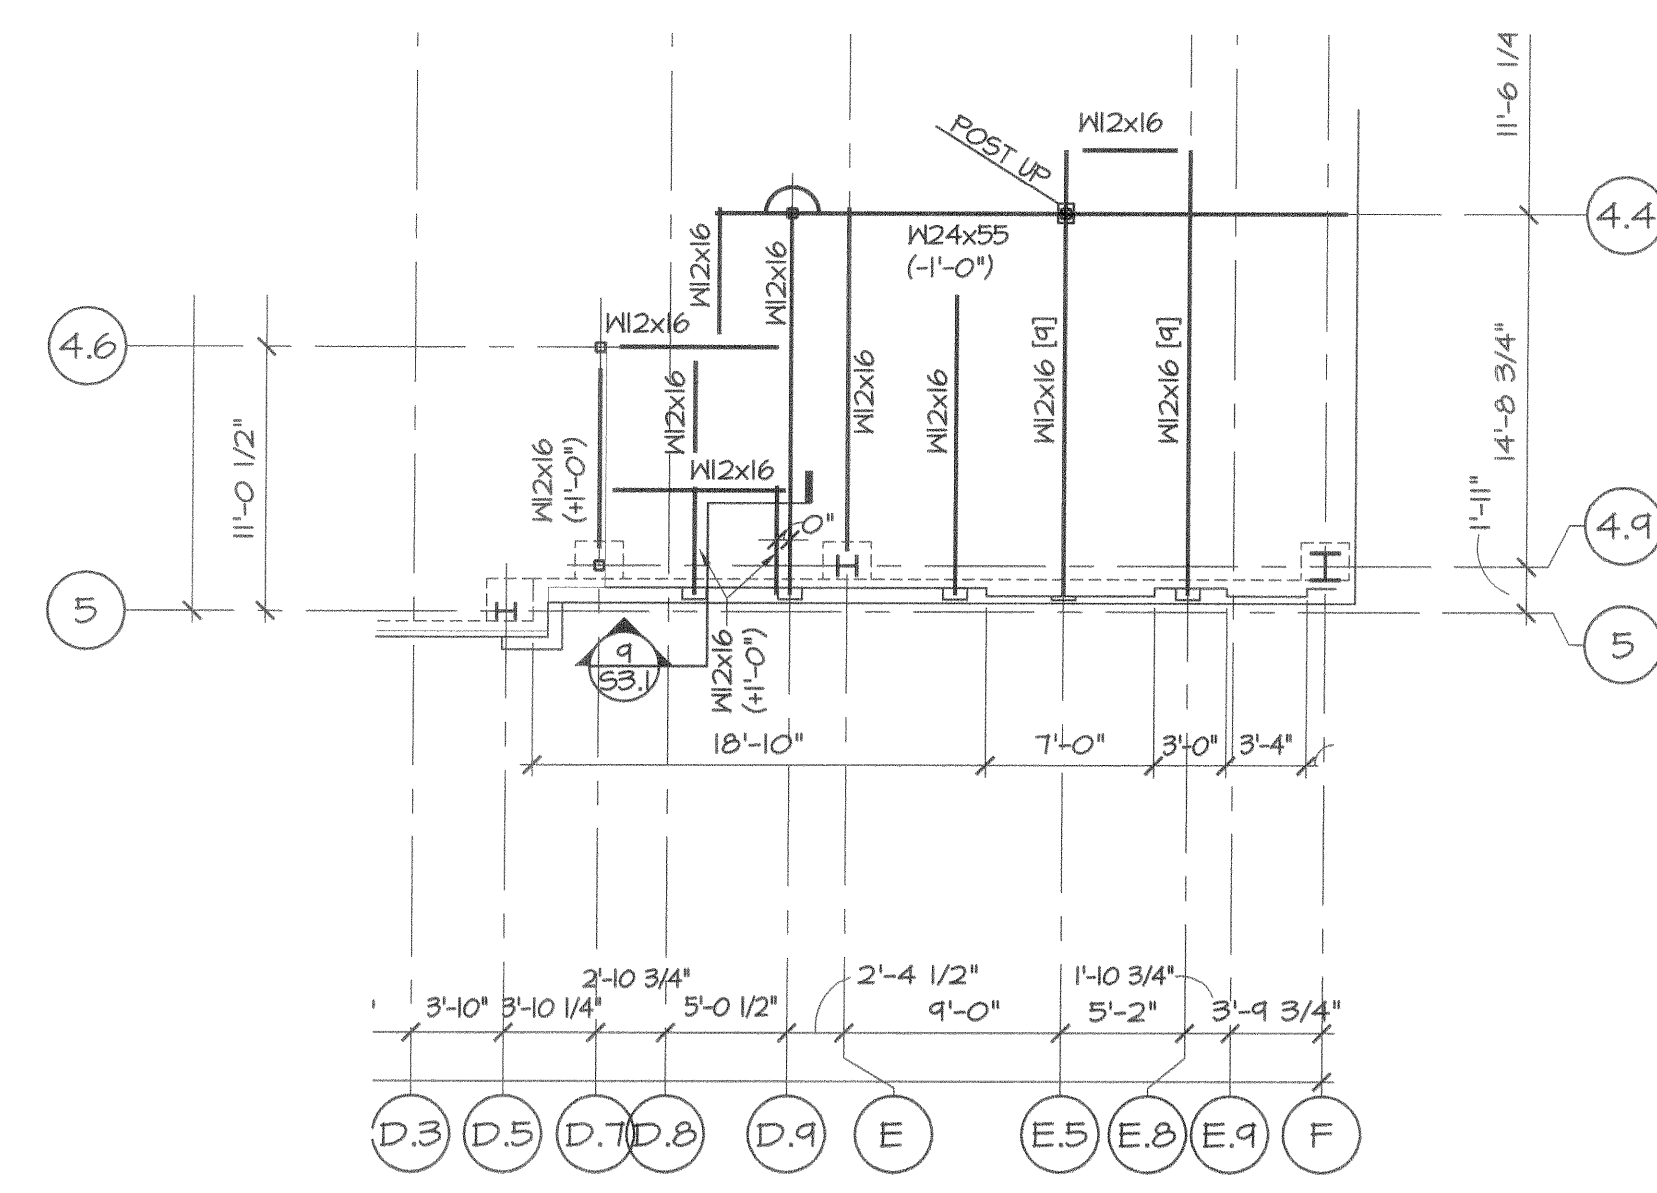 11'-6 1/4
W12x16
POST UP
4.4
W24x55
(-1'-0")
W12x16
W12x16
W12x16
4.6
W12x16
W12x16
W12x16
W12x16 [9]
W12x16 [9]
14'-8 3/4"
11'-0 1/2"
W12x16
(+1'-0")
W12x16
1'-11"
4.9
0"
5
5
9
S3.1
W12x16
(+1'-0")
18'-10"
7'-0"
3'-0"
3'-4"
2'-10 3/4"
2'-4 1/2"
1'-10 3/4"
3'-10"
3'-10 1/4"
5'-0 1/2"
9'-0"
5'-2"
3'-9 3/4"
D.3
D.5
D.7
D.8
D.9
E
E.5
E.8
E.9
F